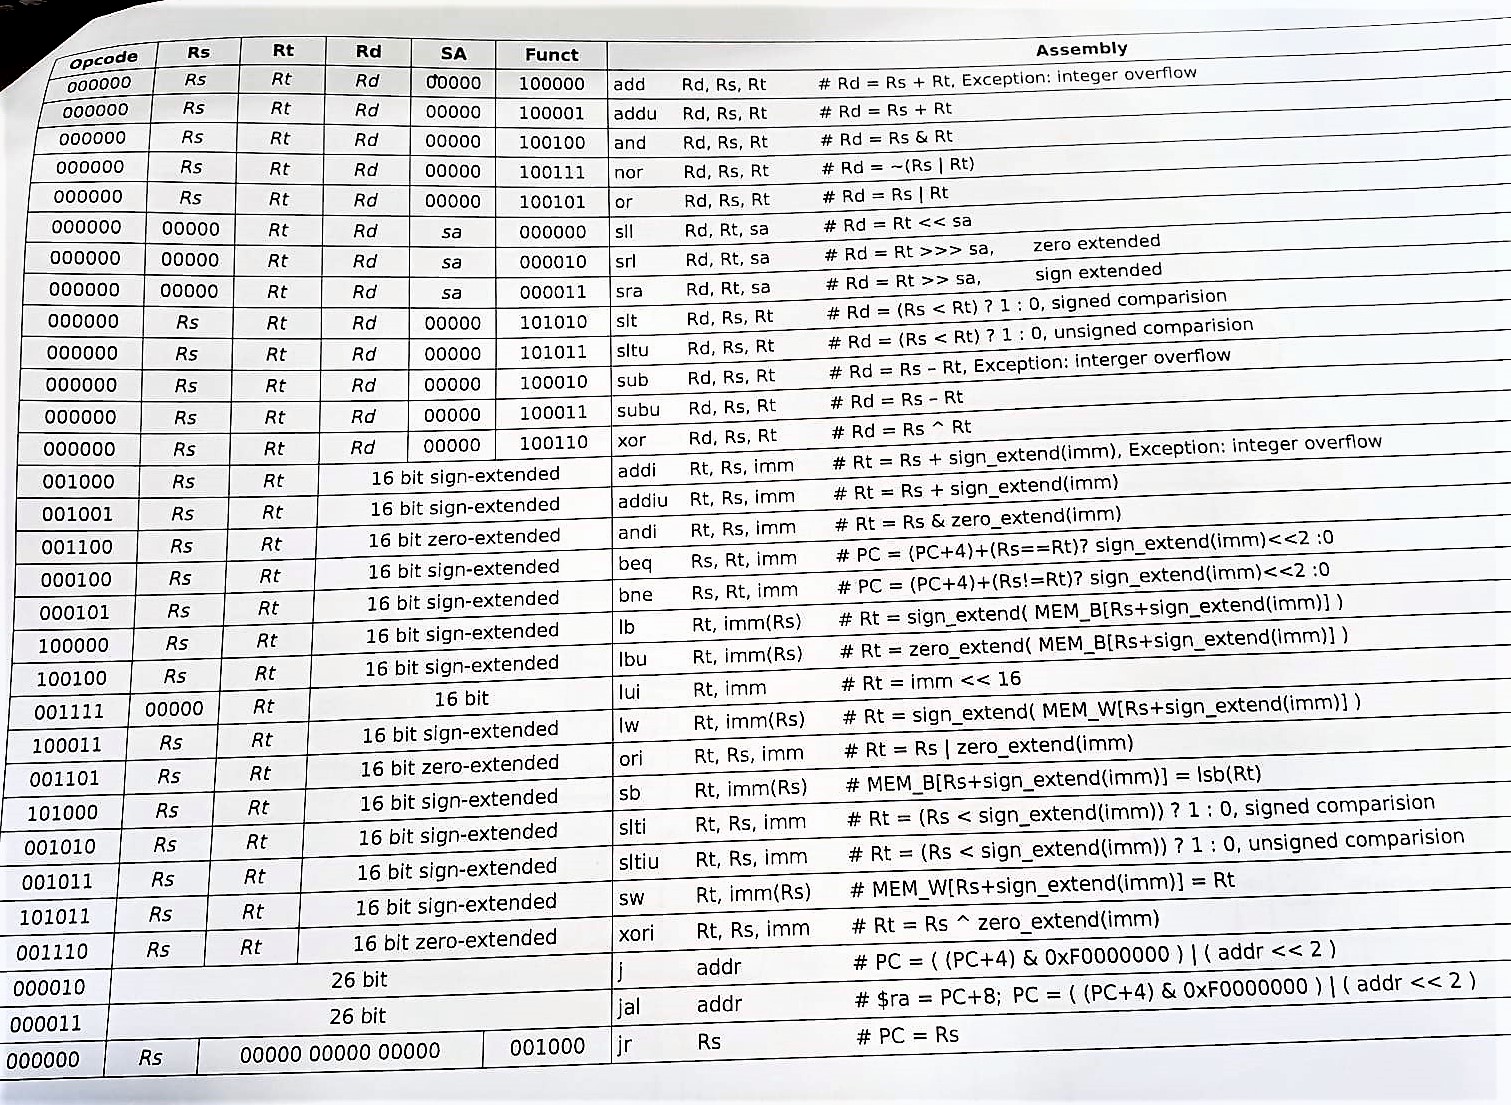 Opcode Rs Rt Rd SA Funct Assembly
000000 Rs Rt Rd 00000 100000 add Rd, Rs, Rt # Rd = Rs + Rt, Exception: integer overflow
000000 Rs Rt Rd 00000 100001 addu Rd, Rs, Rt # Rd = Rs + Rt
000000 Rs Rt Rd 00000 100100 and Rd, Rs, Rt # Rd = Rs & Rt
000000 Rs Rt Rd 00000 100111 nor Rd, Rs, Rt # Rd = ~(Rs | Rt)
000000 Rs Rt Rd 00000 100101 or Rd, Rs, Rt # Rd = Rs | Rt
000000 00000 Rt Rd sa 000000 sll Rd, Rt, sa # Rd = Rt << sa
000000 00000 Rt Rd sa 000010 srl Rd, Rt, sa # Rd = Rt >>> sa, zero extended
000000 00000 Rt Rd sa 000011 sra Rd, Rt, sa # Rd = Rt >> sa, sign extended
000000 Rs Rt Rd 00000 101010 slt Rd, Rs, Rt # Rd = (Rs < Rt) ? 1 : 0, signed comparision
000000 Rs Rt Rd 00000 101011 sltu Rd, Rs, Rt # Rd = (Rs < Rt) ? 1 : 0, unsigned comparision
000000 Rs Rt Rd 00000 100010 sub Rd, Rs, Rt # Rd = Rs – Rt, Exception: interger overflow
000000 Rs Rt Rd 00000 100011 subu Rd, Rs, Rt # Rd = Rs – Rt
000000 Rs Rt Rd 00000 100110 xor Rd, Rs, Rt # Rd = Rs ^ Rt
001000 Rs Rt 16 bit sign-extended addi Rt, Rs, imm # Rt = Rs + sign_extend(imm), Exception: integer overflow
001001 Rs Rt 16 bit sign-extended addiu Rt, Rs, imm # Rt = Rs + sign_extend(imm)
001100 Rs Rt 16 bit zero-extended andi Rt, Rs, imm # Rt = Rs & zero_extend(imm)
000100 Rs Rt 16 bit sign-extended beq Rs, Rt, imm # PC = (PC+4)+(Rs==Rt)? sign_extend(imm)<<2 :0
000101 Rs Rt 16 bit sign-extended bne Rs, Rt, imm # PC = (PC+4)+(Rs!=Rt)? sign_extend(imm)<<2 :0
100000 Rs Rt 16 bit sign-extended lb Rt, imm(Rs) # Rt = sign_extend( MEM_B[Rs+sign_extend(imm)] )
100100 Rs Rt 16 bit sign-extended lbu Rt, imm(Rs) # Rt = zero_extend( MEM_B[Rs+sign_extend(imm)] )
001111 00000 Rt 16 bit lui Rt, imm # Rt = imm << 16
100011 Rs Rt 16 bit sign-extended lw Rt, imm(Rs) # Rt = sign_extend( MEM_W[Rs+sign_extend(imm)] )
001101 Rs Rt 16 bit zero-extended ori Rt, Rs, imm # Rt = Rs | zero_extend(imm)
101000 Rs Rt 16 bit sign-extended sb Rt, imm(Rs) # MEM_B[Rs+sign_extend(imm)] = lsb(Rt)
001010 Rs Rt 16 bit sign-extended slti Rt, Rs, imm # Rt = (Rs < sign_extend(imm)) ? 1 : 0, signed comparision
001011 Rs Rt 16 bit sign-extended sltiu Rt, Rs, imm # Rt = (Rs < sign_extend(imm)) ? 1 : 0, unsigned comparision
101011 Rs Rt 16 bit sign-extended sw Rt, imm(Rs) # MEM_W[Rs+sign_extend(imm)] = Rt
001110 Rs Rt 16 bit zero-extended xori Rt, Rs, imm # Rt = Rs ^ zero_extend(imm)
000010 26 bit j addr # PC = ( (PC+4) & 0xF0000000 ) | ( addr << 2 )
000011 26 bit jal addr # $ra = PC+8; PC = ( (PC+4) & 0xF0000000 ) | ( addr << 2 )
000000 Rs 00000 00000 00000 001000 jr Rs # PC = Rs